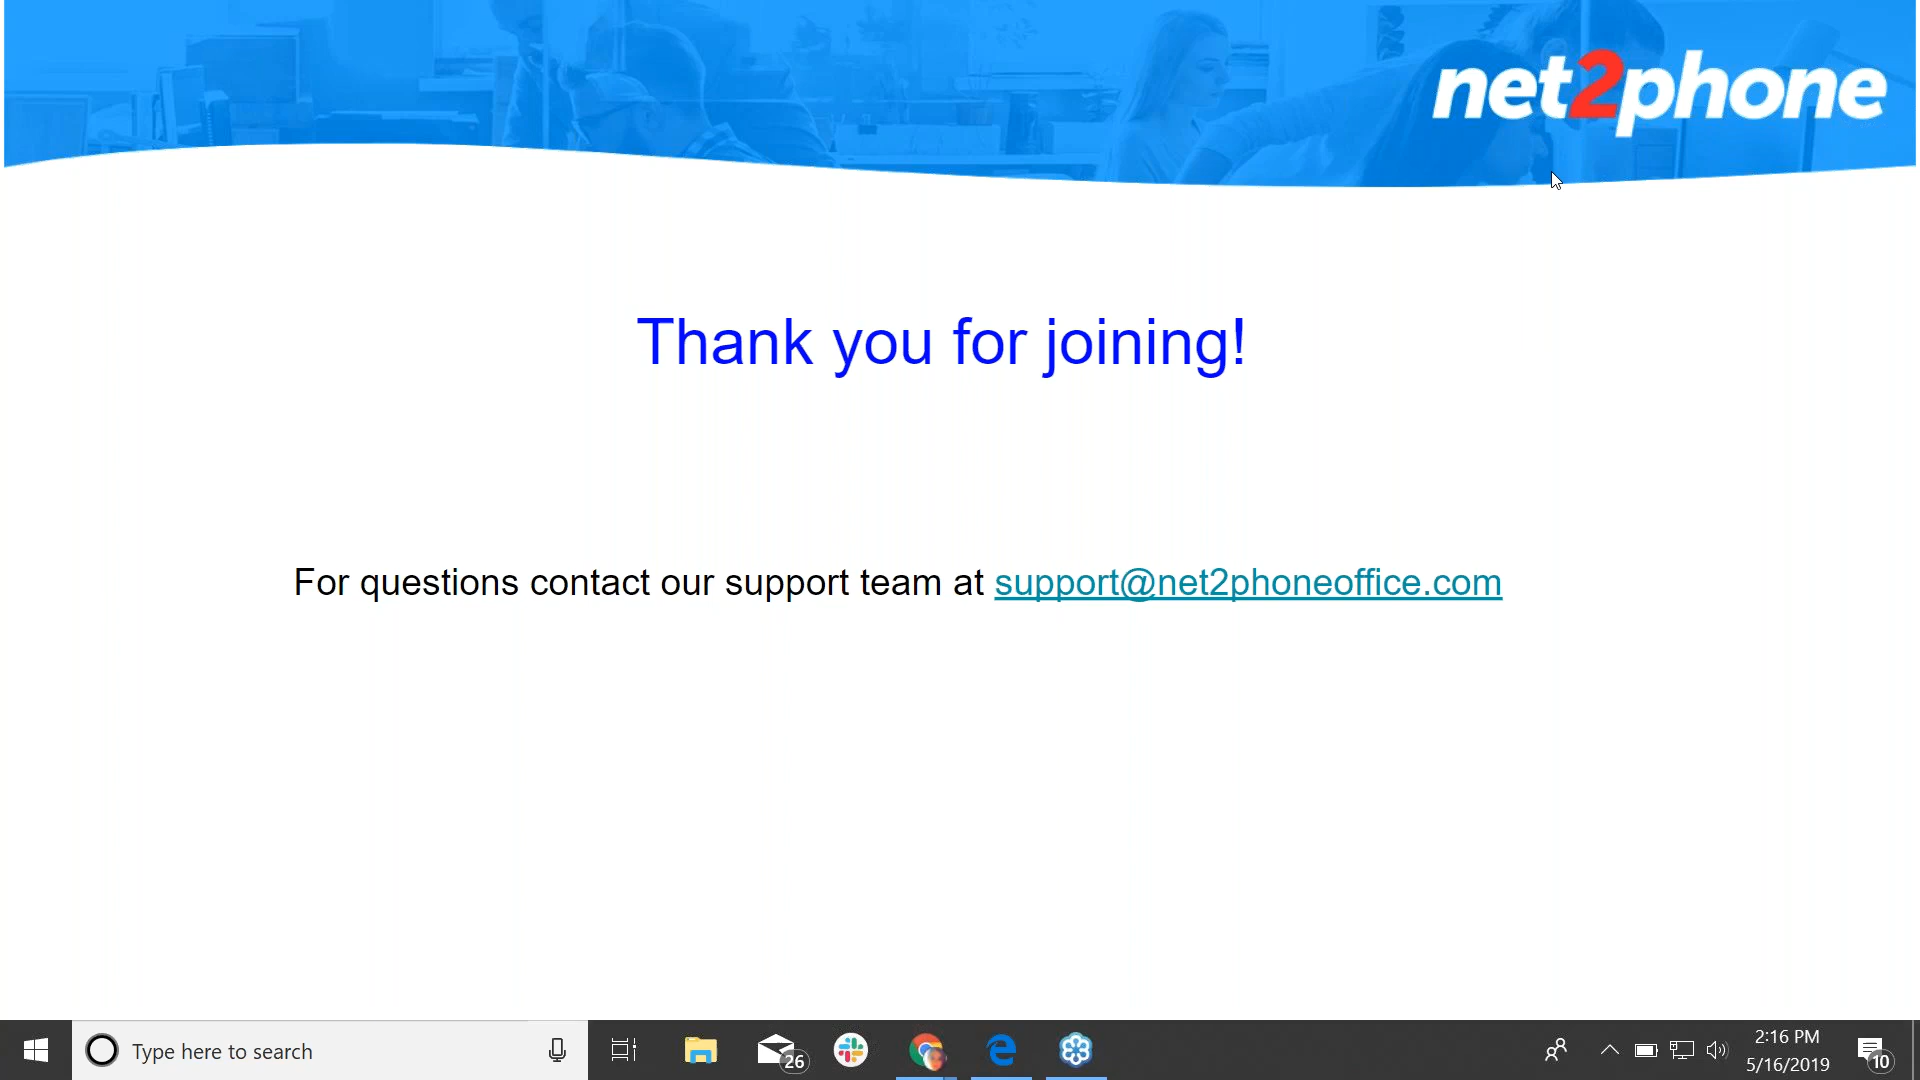 net2phone
Thank you for joining!
For questions contact our support team at support@net2phoneoffice.com
Type here to search
26
2:16 PM
5/16/2019
10